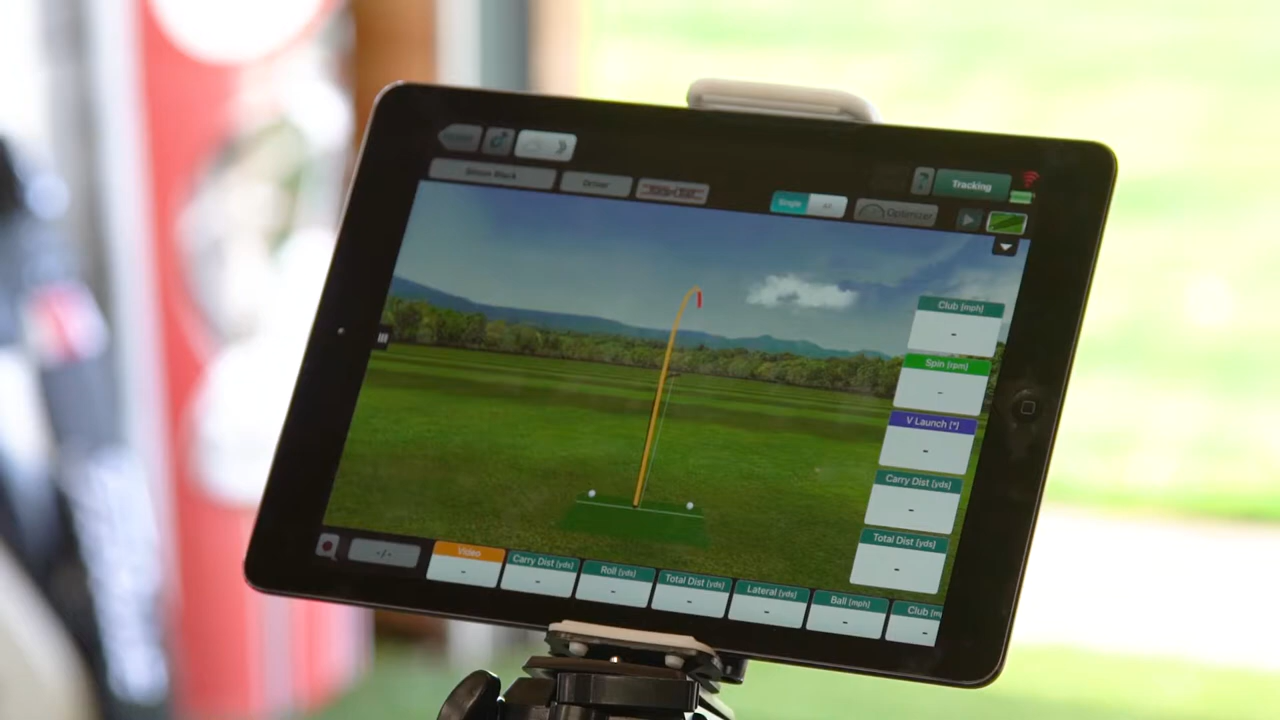 Driver
Single All
Optimizer
Tracking
Club [mph]
-
Spin [rpm]
-
V Launch [°]
-
Carry Dist [yds]
-
Total Dist [yds]
-
-/-
Video
-
Carry Dist [yds]
-
Roll [yds]
-
Total Dist [yds]
-
Lateral [yds]
-
Ball [mph]
-
Club [m
-